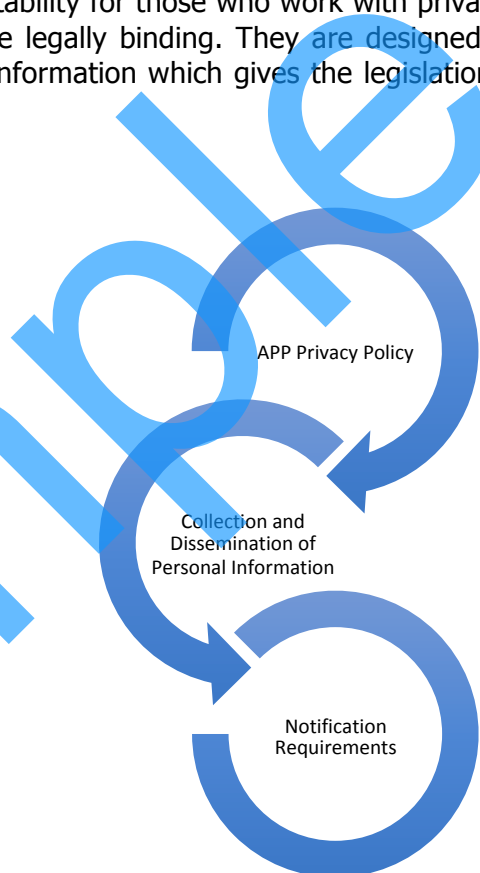 tability for those who work with priva
e legally binding. They are designed
nformation which gives the legislation
APP Privacy Policy
Collection and
Dissemination of
Personal Information
Notification
Requirements